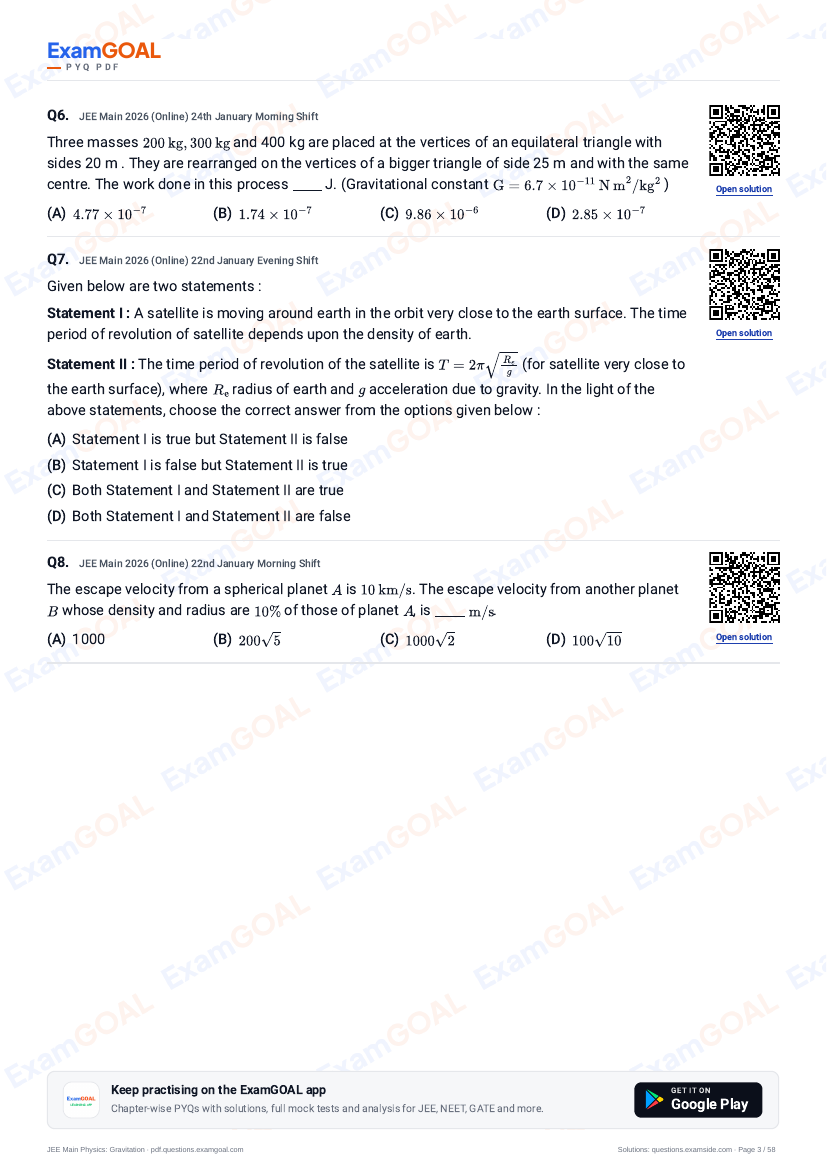 ExamGOAL
PYQ PDF
Q6. JEE Main 2026 (Online) 24th January Morning Shift
Three masses 200 kg, 300 kg and 400 kg are placed at the vertices of an equilateral triangle with
sides 20 m . They are rearranged on the vertices of a bigger triangle of side 25 m and with the same
centre. The work done in this process ____ J. (Gravitational constant G = 6.7 × 10⁻¹¹ N m²/kg² )
Open solution
(A) 4.77 × 10⁻⁷ (B) 1.74 × 10⁻⁷ (C) 9.86 × 10⁻⁶ (D) 2.85 × 10⁻⁷
Q7. JEE Main 2026 (Online) 22nd January Evening Shift
Given below are two statements :
Statement I : A satellite is moving around earth in the orbit very close to the earth surface. The time
period of revolution of satellite depends upon the density of earth.
Open solution
Statement II : The time period of revolution of the satellite is T = 2π√(Rₑ/g) (for satellite very close to
the earth surface), where Rₑ radius of earth and g acceleration due to gravity. In the light of the
above statements, choose the correct answer from the options given below :
(A) Statement I is true but Statement II is false
(B) Statement I is false but Statement II is true
(C) Both Statement I and Statement II are true
(D) Both Statement I and Statement II are false
Q8. JEE Main 2026 (Online) 22nd January Morning Shift
The escape velocity from a spherical planet A is 10 km/s. The escape velocity from another planet
B whose density and radius are 10% of those of planet A, is ____ m/s.
Open solution
(A) 1000 (B) 200√5 (C) 1000√2 (D) 100√10
Keep practising on the ExamGOAL app
Chapter-wise PYQs with solutions, full mock tests and analysis for JEE, NEET, GATE and more.
GET IT ON
Google Play
JEE Main Physics: Gravitation · pdf.questions.examgoal.com Solutions: questions.examside.com · Page 3 / 58